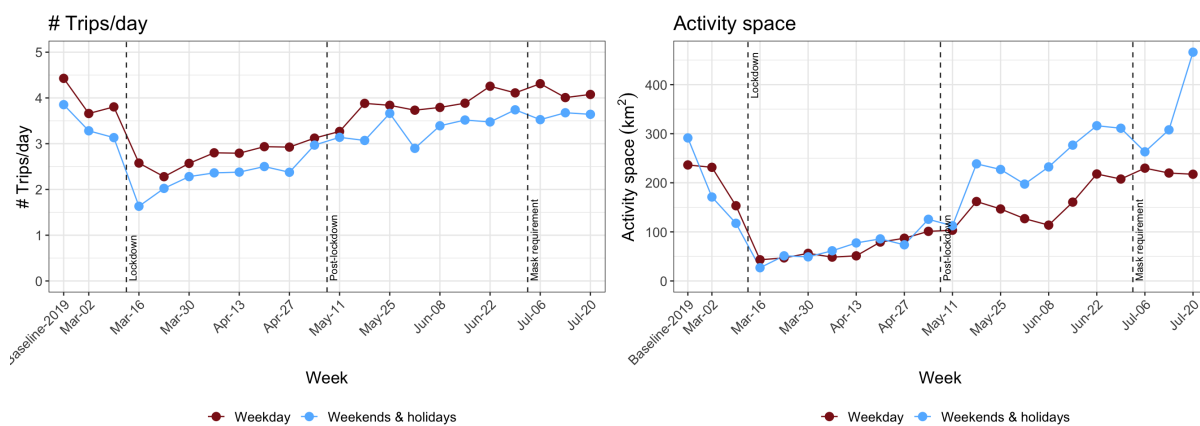 # Trips/day
# Trips/day
5
4
3
2
1
0
Lockdown
Post-lockdown
Mask requirement
Baseline-2019
Mar-02
Mar-16
Mar-30
Apr-13
Apr-27
May-11
May-25
Jun-08
Jun-22
Jul-06
Jul-20
Week
Weekday
Weekends & holidays
Activity space
Activity space (km²)
400
300
200
100
0
Lockdown
Post-lockdown
Mask requirement
Baseline-2019
Mar-02
Mar-16
Mar-30
Apr-13
Apr-27
May-11
May-25
Jun-08
Jun-22
Jul-06
Jul-20
Week
Weekday
Weekends & holidays